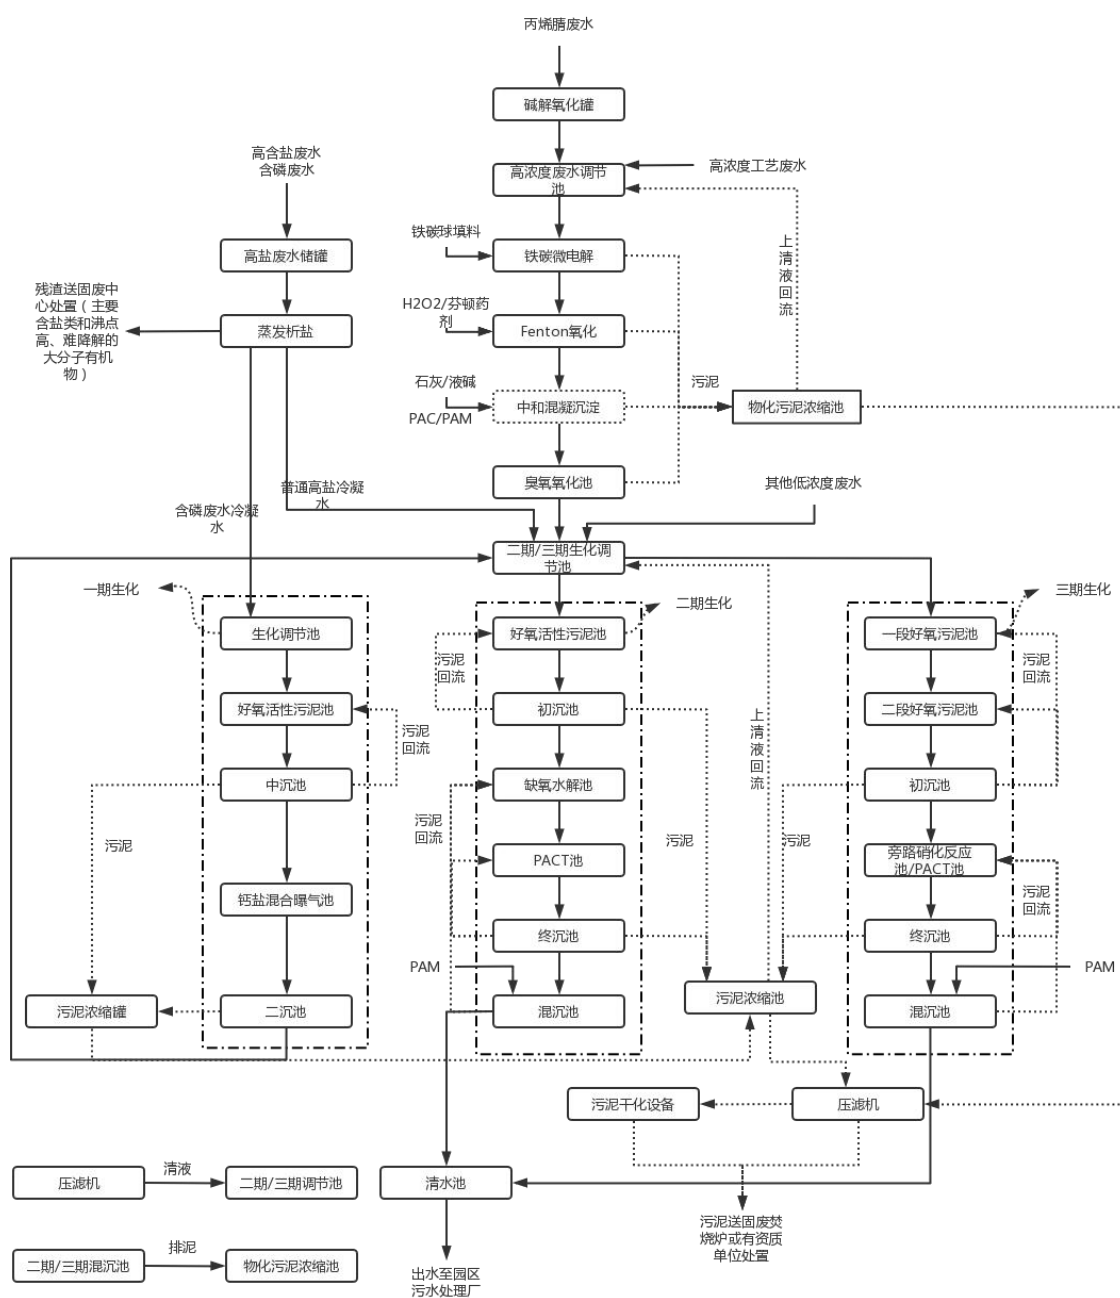 丙烯腈废水
碱解氧化罐
高含盐废水
含磷废水
高浓度废水调节
池
高浓度工艺废水
铁碳球填料
高盐废水储罐
铁碳微电解
上
清
液
回
流
残渣送固废中
心处置（主要
含盐类和沸点
高、难降解的
大分子有机
物）
蒸发析盐
H2O2/芬顿药
剂
Fenton氧化
石灰/液碱
PAC/PAM
中和混凝沉淀
污泥
物化污泥浓缩池
臭氧氧化池
普通高盐冷凝
水
其他低浓度废水
含磷废水冷凝
水
二期/三期生化调
节池
一期生化
二期生化
三期生化
生化调节池
好氧活性污泥池
一段好氧污泥池
污泥
回流
污泥
回流
好氧活性污泥池
初沉池
二段好氧污泥池
污泥
回流
上
清
液
回
流
中沉池
缺氧水解池
初沉池
污泥
污泥
回流
污泥
污泥
PACT池
旁路硝化反应
池/PACT池
钙盐混合曝气池
污泥
回流
终沉池
终沉池
PAM
PAM
污泥浓缩罐
二沉池
混沉池
污泥浓缩池
混沉池
污泥干化设备
压滤机
压滤机
清液
二期/三期调节池
清水池
污泥送固废焚
烧炉或有资质
单位处置
二期/三期混沉池
排泥
物化污泥浓缩池
出水至园区
污水处理厂